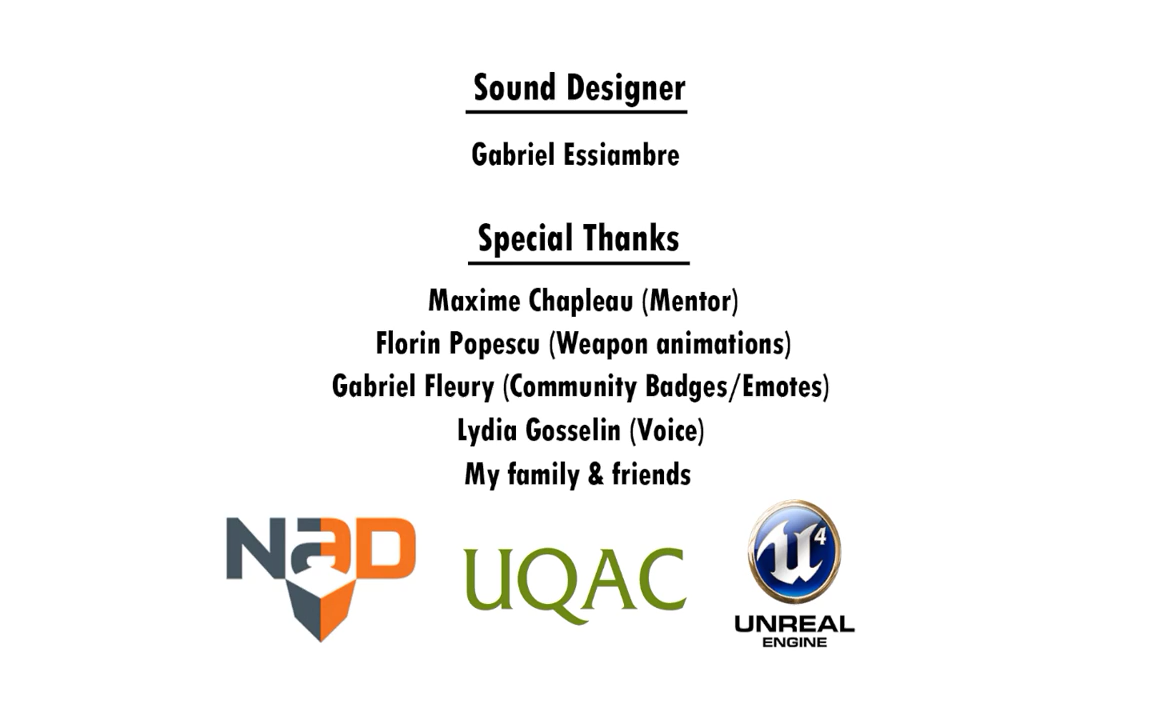 Sound Designer
Gabriel Essiambre
Special Thanks
Maxime Chapleau (Mentor)
Florin Popescu (Weapon animations)
Gabriel Fleury (Community Badges/Emotes)
Lydia Gosselin (Voice)
My family & friends
NaD
UQAC
U4
UNREAL
ENGINE